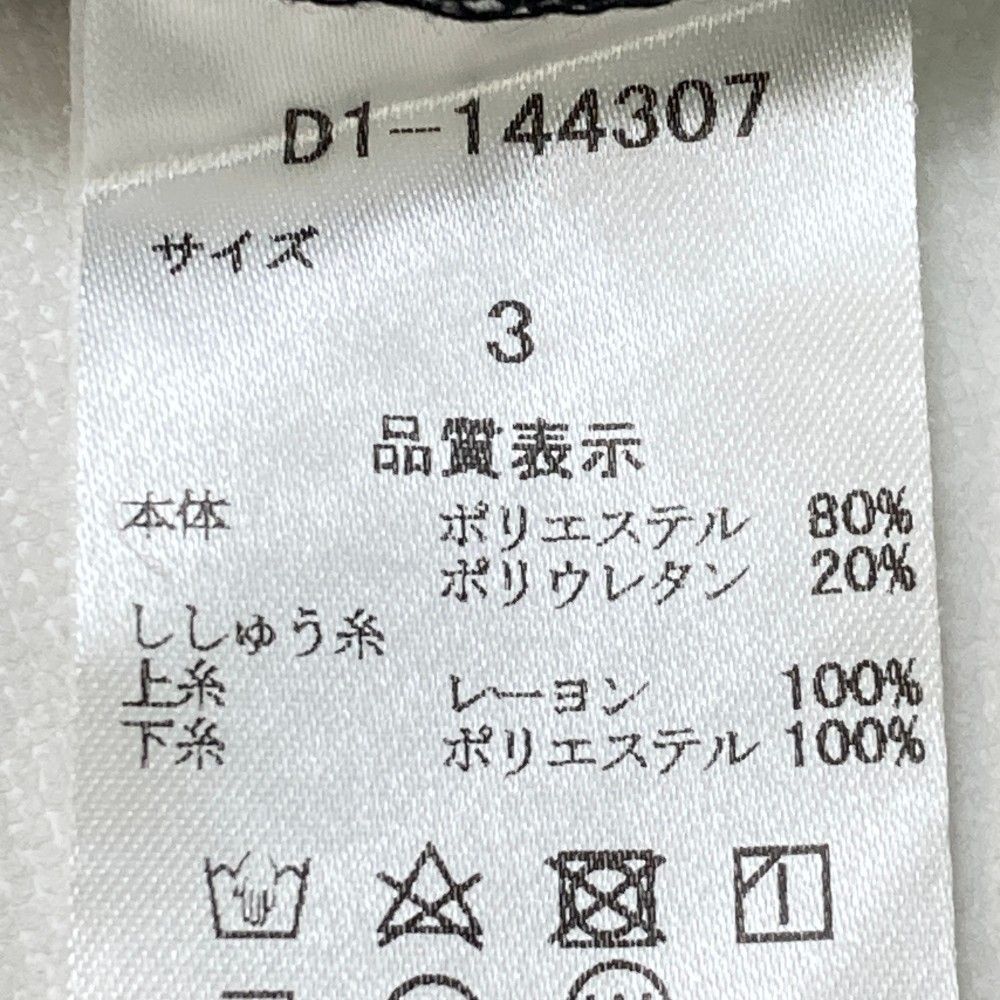 D1-144307
サイズ
3
品質表示
本体 ポリエステル 80%
ポリウレタン 20%
ししゅう糸
上糸 レーヨン 100%
下糸 ポリエステル 100%